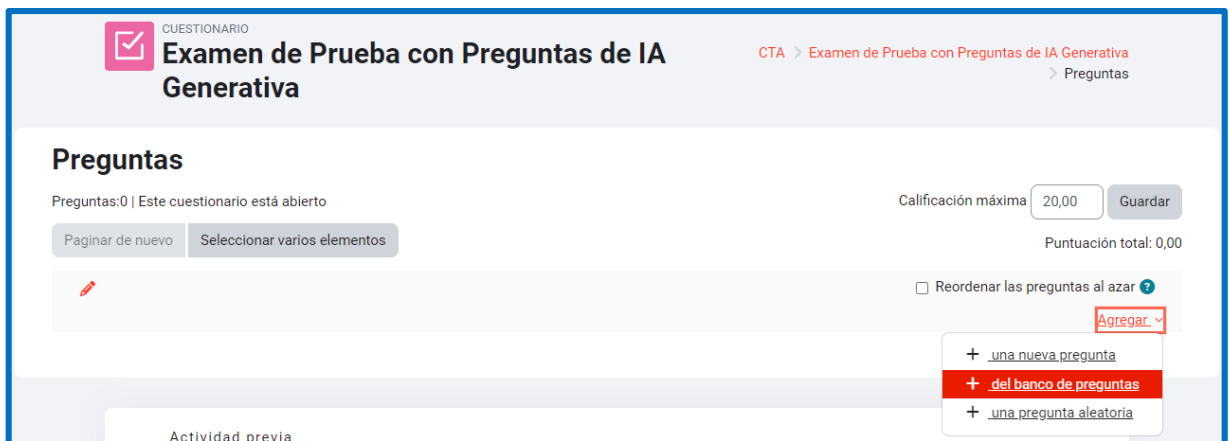 CUESTIONARIO
Examen de Prueba con Preguntas de IA
Generativa
CTA > Examen de Prueba con Preguntas de IA Generativa
> Preguntas
Preguntas
Preguntas:0 | Este cuestionario está abierto
Calificación máxima 20,00 Guardar
Paginar de nuevo Seleccionar varios elementos
Puntuación total: 0,00
Reordenar las preguntas al azar ?
Agregar
+ una nueva pregunta
+ del banco de preguntas
+ una pregunta aleatoria
Actividad previa